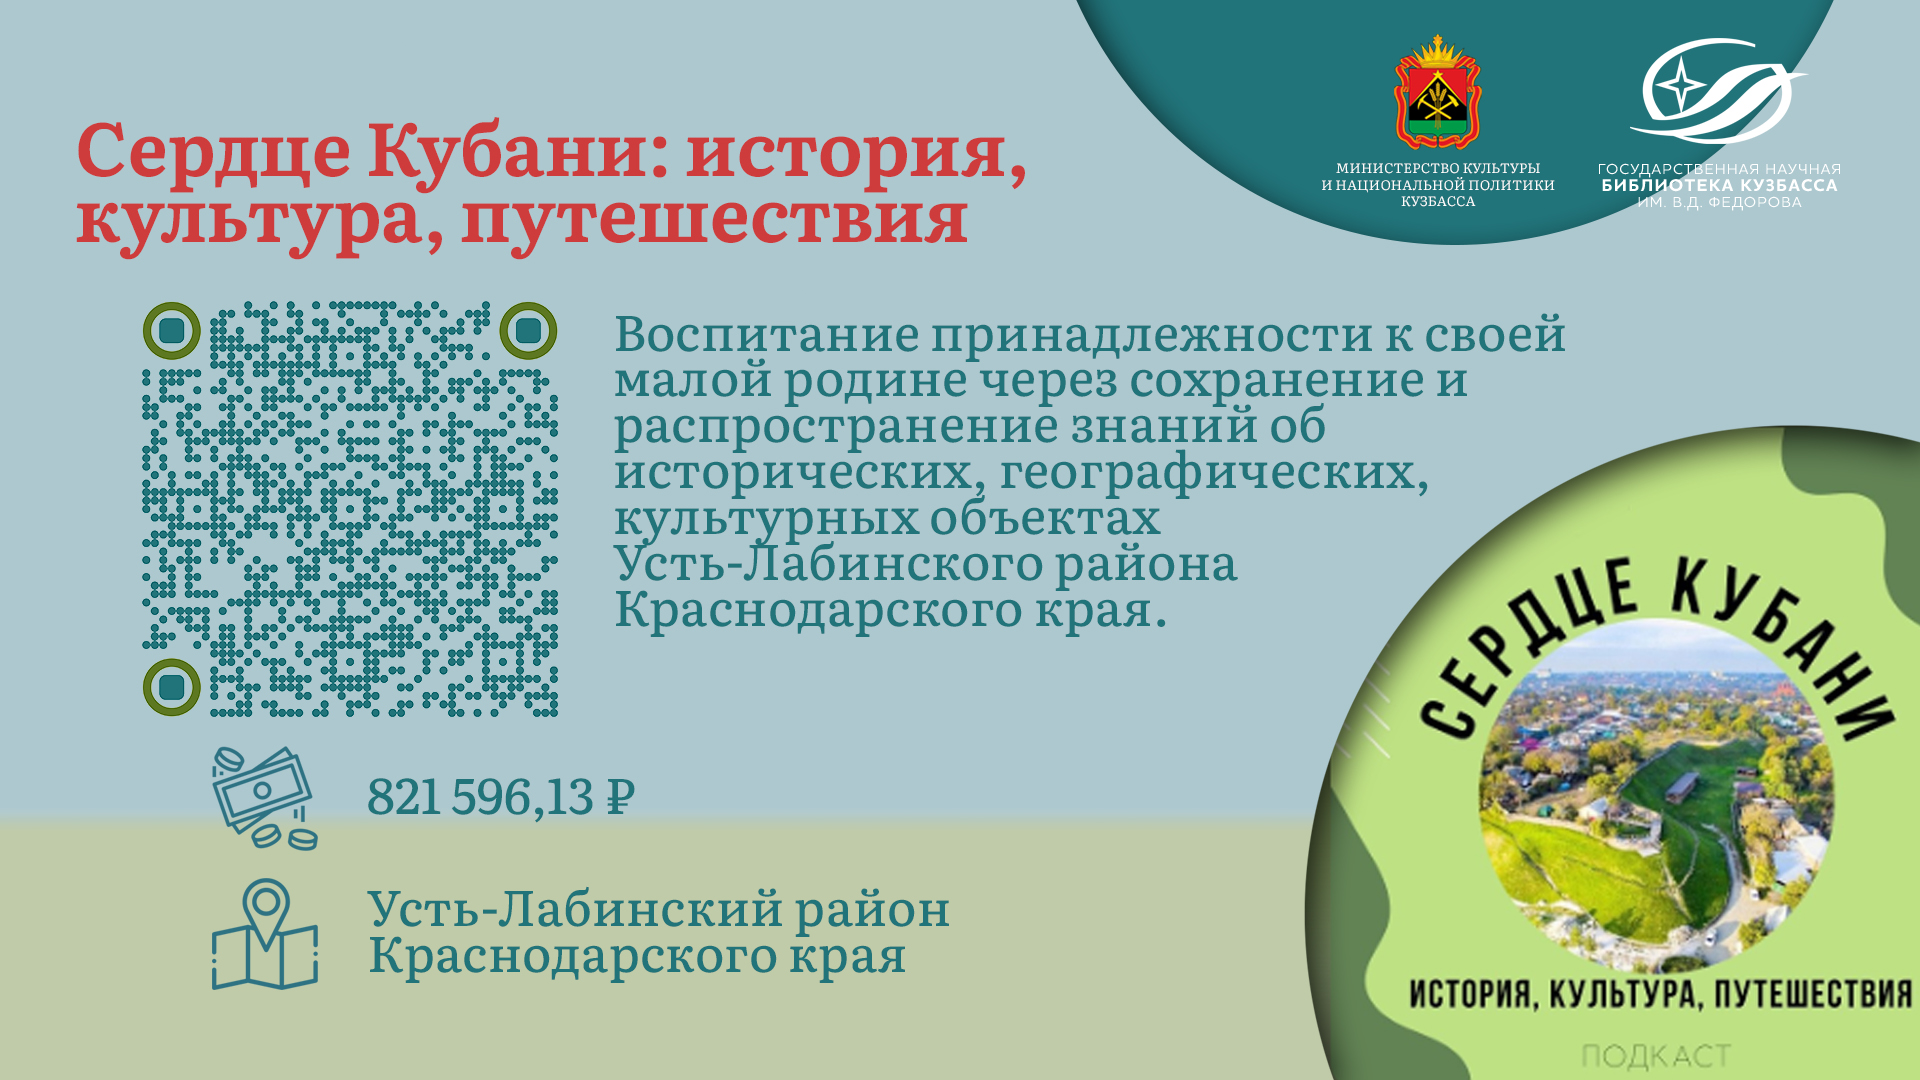 МИНИСТЕРСТВО КУЛЬТУРЫ
И НАЦИОНАЛЬНОЙ ПОЛИТИКИ
КУЗБАССА
ГОСУДАРСТВЕННАЯ НАУЧНАЯ
БИБЛИОТЕКА КУЗБАССА
ИМ. В.Д. ФЕДОРОВА
Сердце Кубани: история,
культура, путешествия
Воспитание принадлежности к своей
малой родине через сохранение и
распространение знаний об
исторических, географических,
культурных объектах
Усть-Лабинского района
Краснодарского края.
821 596,13 ₽
Усть-Лабинский район
Краснодарского края
СЕРДЦЕ КУБАНИ
ИСТОРИЯ, КУЛЬТУРА, ПУТЕШЕСТВИЯ
ПОДКАСТ